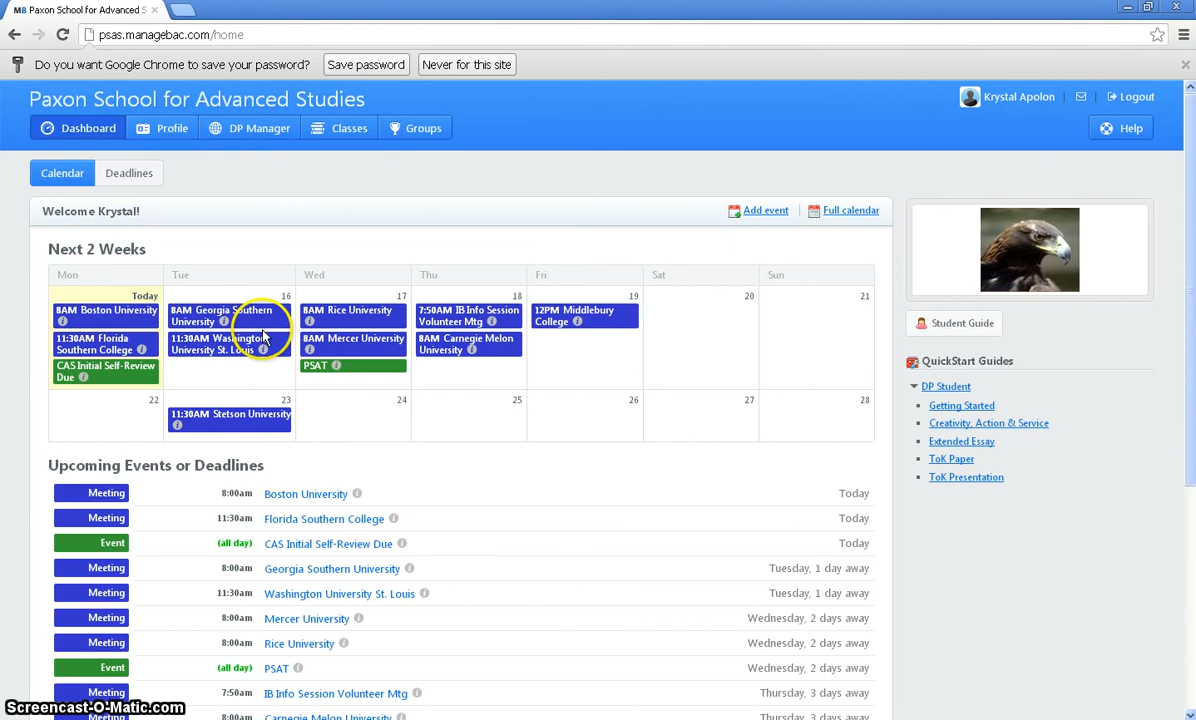 MB Paxon School for Advanced S
psas.managebac.com/home
Do you want Google Chrome to save your password? Save password Never for this site
Paxon School for Advanced Studies
Krystal Apolon Logout
Dashboard Profile DP Manager Classes Groups Help
Calendar Deadlines
Welcome Krystal! Add event Full calendar
Next 2 Weeks
Mon Tue Wed Thu Fri Sat Sun
Today 16 17 18 19 20 21
8AM Boston University
11:30AM Florida
Southern College
CAS Initial Self-Review
Due
8AM Georgia Southern
University
11:30AM Washington
University St. Louis
8AM Rice University
8AM Mercer University
PSAT
7:50AM IB Info Session
Volunteer Mtg
8AM Carnegie Melon
University
12PM Middlebury
College
22 23 24 25 26 27 28
11:30AM Stetson University
Upcoming Events or Deadlines
Meeting 8:00am Boston University Today
Meeting 11:30am Florida Southern College Today
Event (all day) CAS Initial Self-Review Due Today
Meeting 8:00am Georgia Southern University Tuesday, 1 day away
Meeting 11:30am Washington University St. Louis Tuesday, 1 day away
Meeting 8:00am Mercer University Wednesday, 2 days away
Meeting 8:00am Rice University Wednesday, 2 days away
Event (all day) PSAT Wednesday, 2 days away
Meeting 7:50am IB Info Session Volunteer Mtg Thursday, 3 days away
Meeting 8:00am Carnegie Melon University Thursday, 3 days away
Student Guide
QuickStart Guides
DP Student
Getting Started
Creativity, Action & Service
Extended Essay
ToK Paper
ToK Presentation
Screencast-O-Matic.com